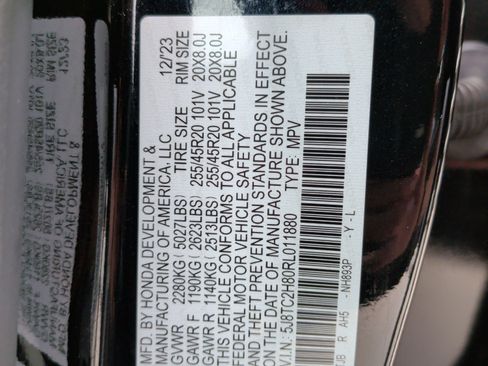 MFD. BY HONDA DEVELOPMENT &
MANUFACTURING OF AMERICA, LLC 12/23
GVWR 2280KG (5027LBS) TIRE SIZE RIM SIZE
GAWR F 1190KG (2623LBS) 255/45R20 101V 20X8.0J
GAWR R 1140KG (2513LBS) 255/45R20 101V 20X8.0J
THIS VEHICLE CONFORMS TO ALL APPLICABLE
FEDERAL MOTOR VEHICLE SAFETY
AND THEFT PREVENTION STANDARDS IN EFFECT
ON THE DATE OF MANUFACTURE SHOWN ABOVE.
V.I.N.: 5J8TC2H80RL011880 TYPE: MPV
JB R AH5 -NH893P -Y-L